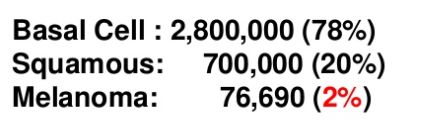 Basal Cell : 2,800,000 (78%)
Squamous: 700,000 (20%)
Melanoma: 76,690 (2%)